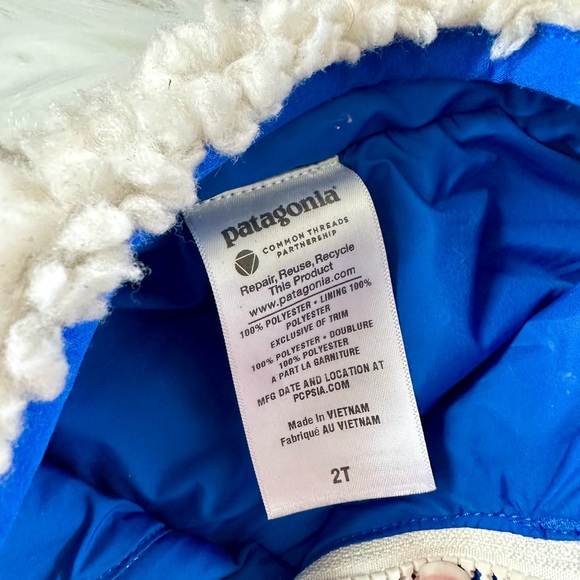 patagonia®
COMMON THREADS
PARTNERSHIP
Repair, Reuse, Recycle
This Product
www.patagonia.com
100% POLYESTER • LINING 100%
POLYESTER
EXCLUSIVE OF TRIM
100% POLYESTER • DOUBLURE
100% POLYESTER
A PART LA GARNITURE
MFG DATE AND LOCATION AT
PCPSIA.COM
Made in VIETNAM
Fabriqué AU VIETNAM
2T